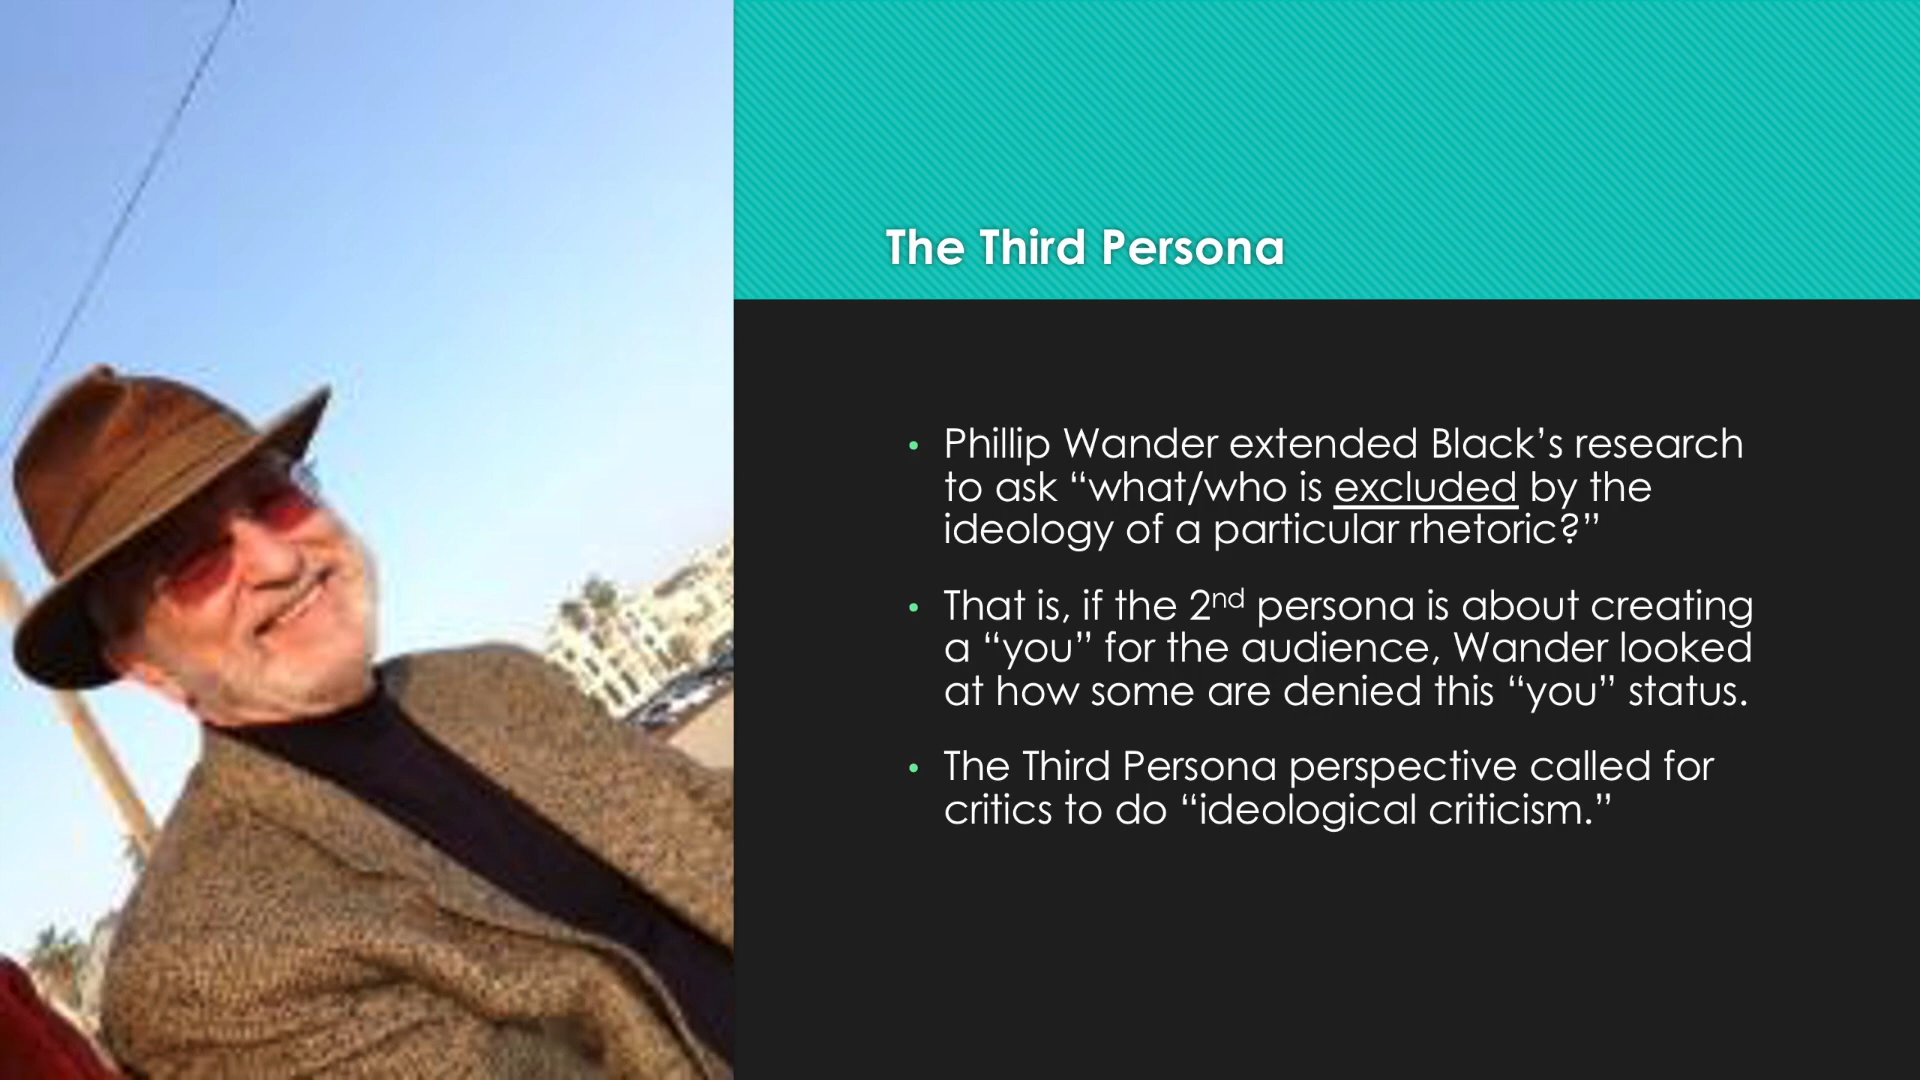 The Third Persona
• Phillip Wander extended Black’s research
to ask “what/who is excluded by the
ideology of a particular rhetoric?”
• That is, if the 2nd persona is about creating
a “you” for the audience, Wander looked
at how some are denied this “you” status.
• The Third Persona perspective called for
critics to do “ideological criticism.”